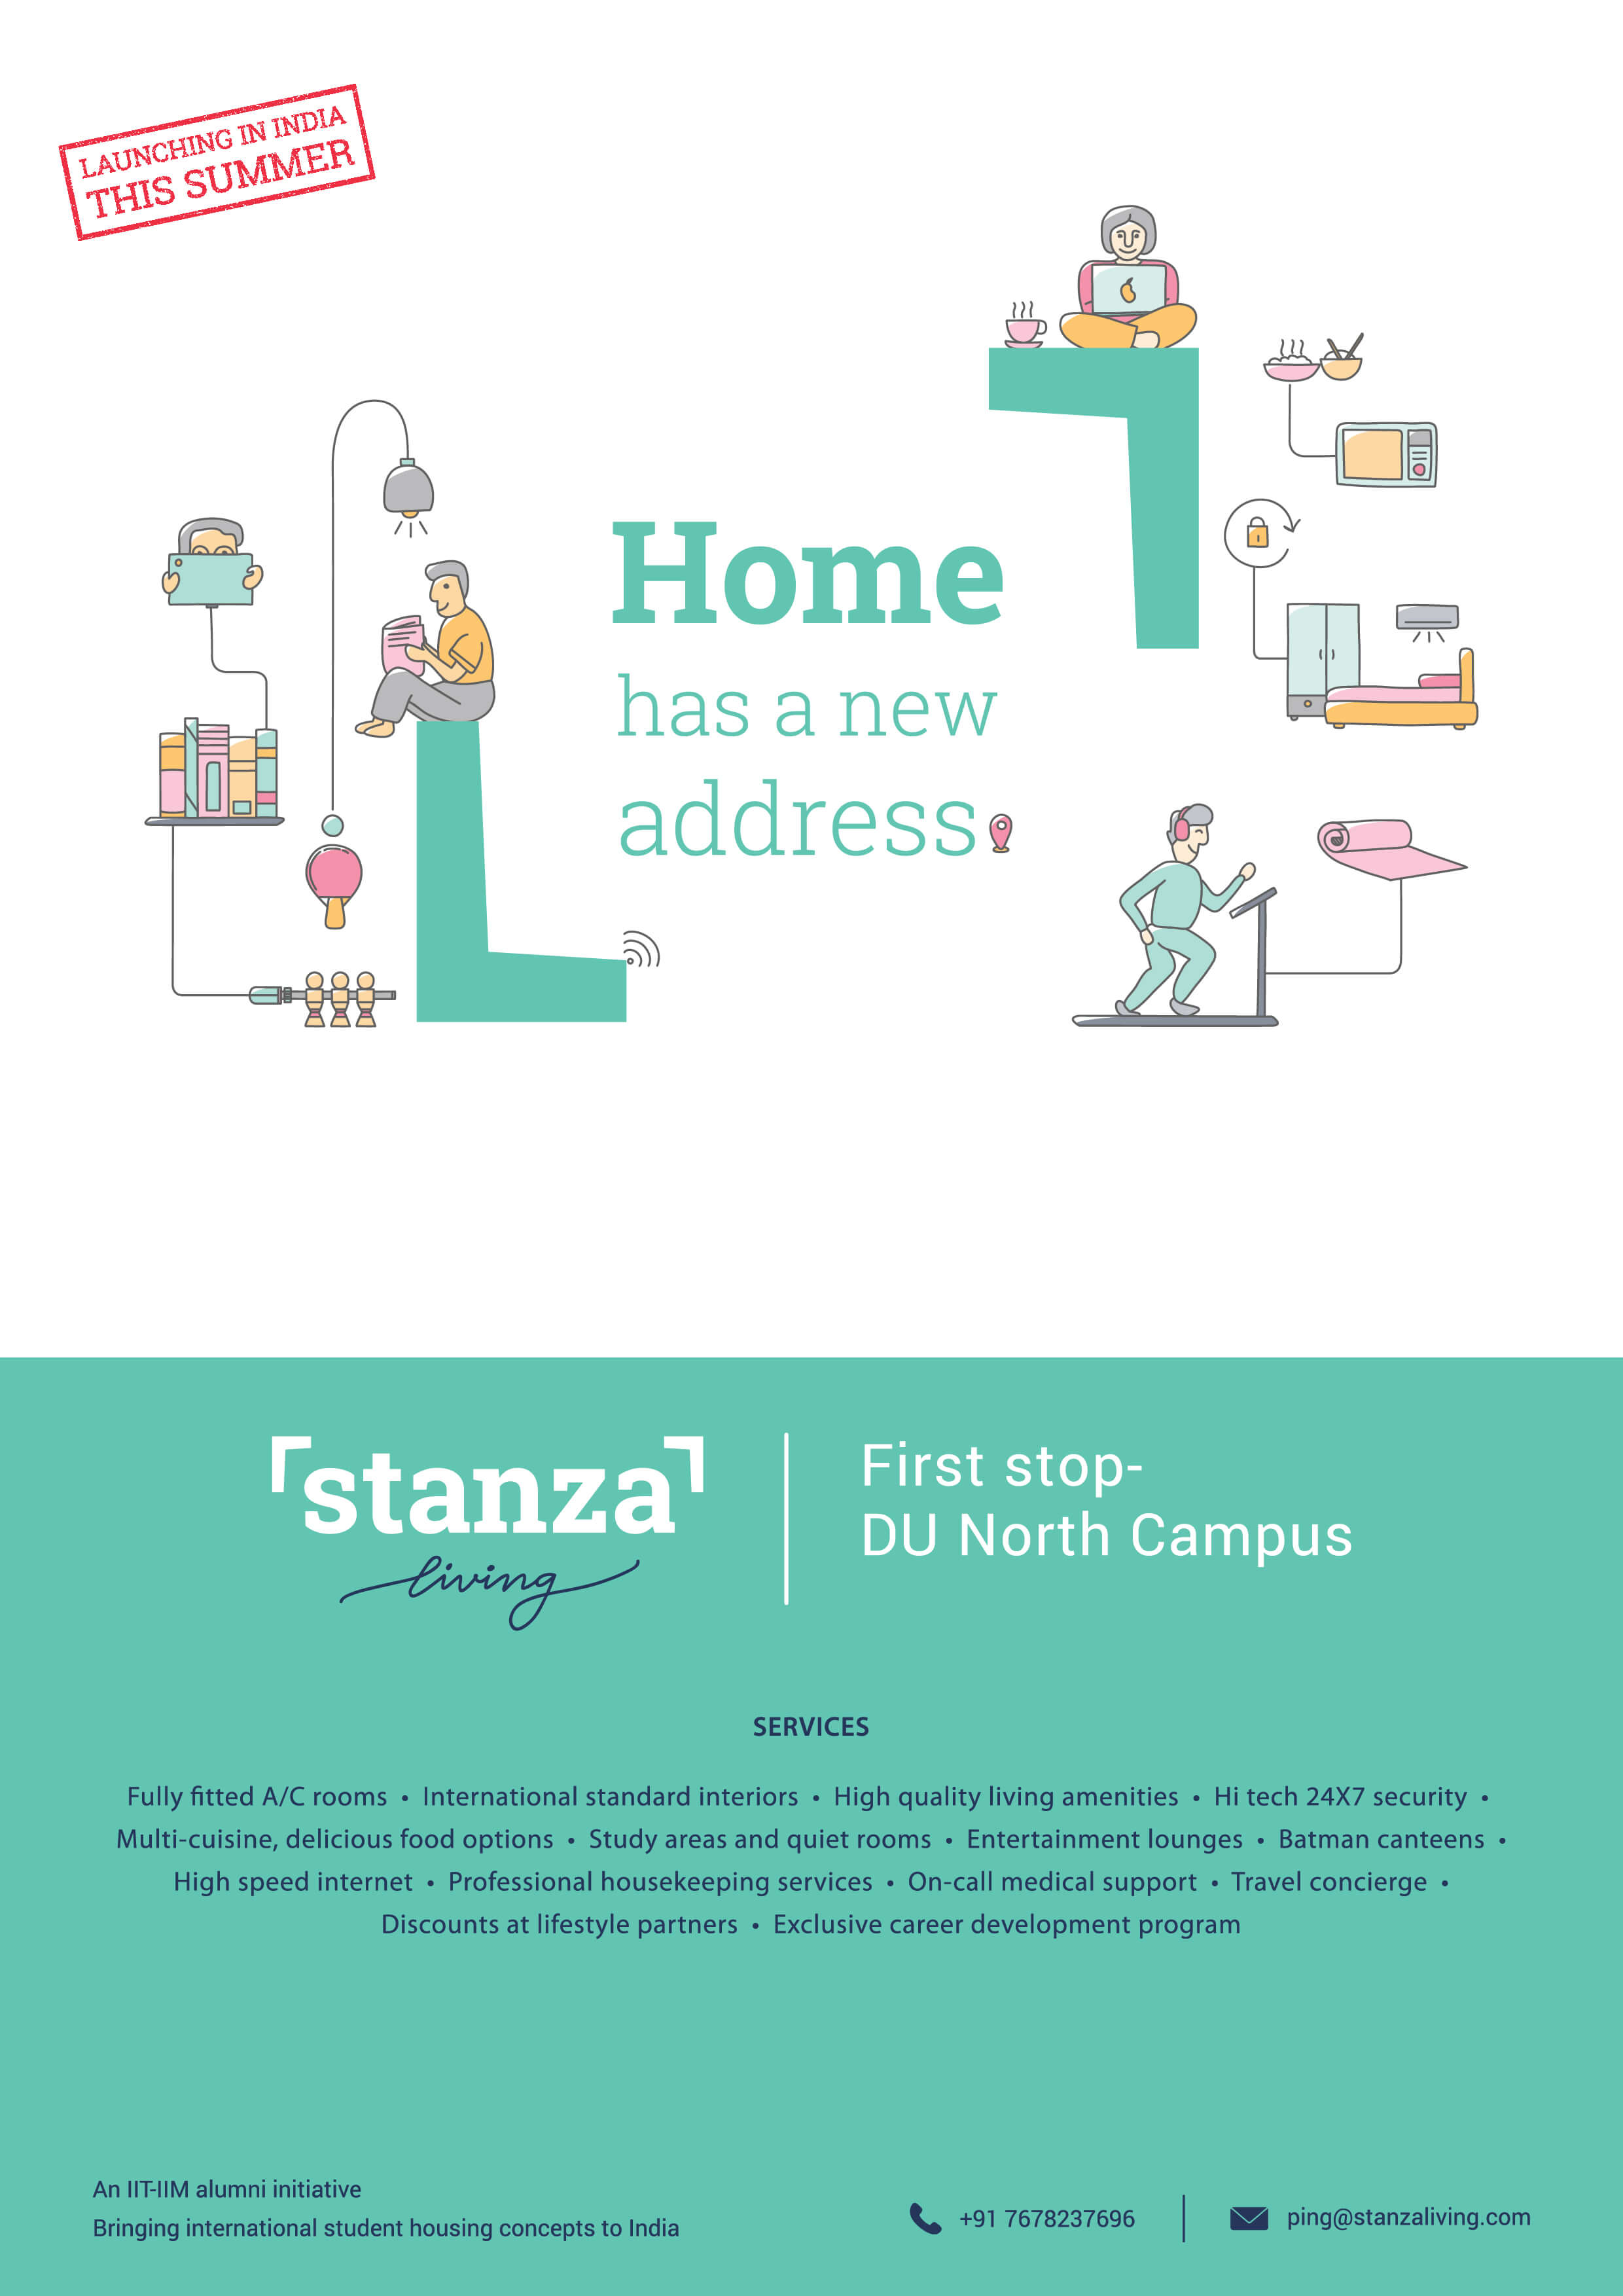 LAUNCHING IN INDIA
THIS SUMMER
Home
has a new
address
stanza
living
First stop-
DU North Campus
SERVICES
Fully fitted A/C rooms • International standard interiors • High quality living amenities • Hi tech 24X7 security •
Multi-cuisine, delicious food options • Study areas and quiet rooms • Entertainment lounges • Batman canteens •
High speed internet • Professional housekeeping services • On-call medical support • Travel concierge •
Discounts at lifestyle partners • Exclusive career development program
An IIT-IIM alumni initiative
Bringing international student housing concepts to India
+91 7678237696
ping@stanzaliving.com